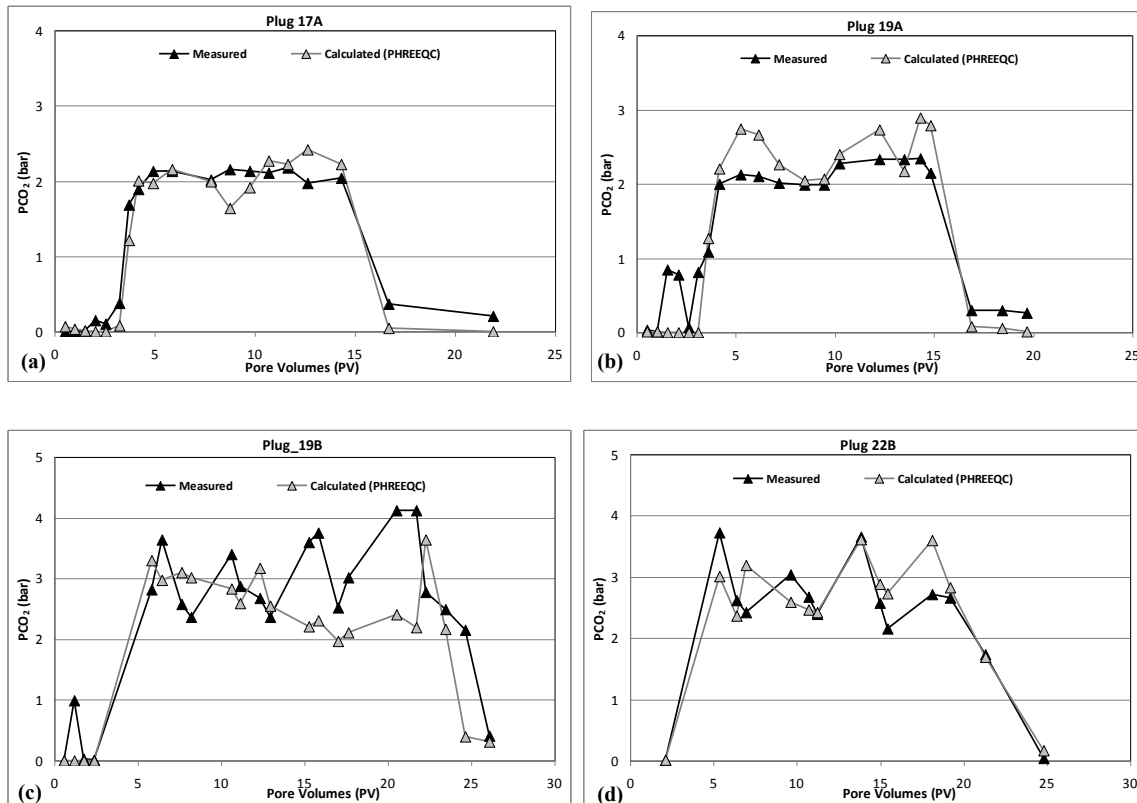 Plug 17A
Measured
Calculated (PHREEQC)
PCO₂ (bar)
4
3
2
1
0
0 5 10 15 20 25
Pore Volumes (PV)
(a)
Plug 19A
Measured
Calculated (PHREEQC)
PCO₂ (bar)
4
3
2
1
0
0 5 10 15 20 25
Pore Volumes (PV)
(b)
Plug_19B
Measured
Calculated (PHREEQC)
PCO₂ (bar)
5
4
3
2
1
0
0 5 10 15 20 25 30
Pore Volumes (PV)
(c)
Plug 22B
Measured
Calculated (PHREEQC)
PCO₂ (bar)
5
4
3
2
1
0
0 5 10 15 20 25 30
Pore Volumes (PV)
(d)